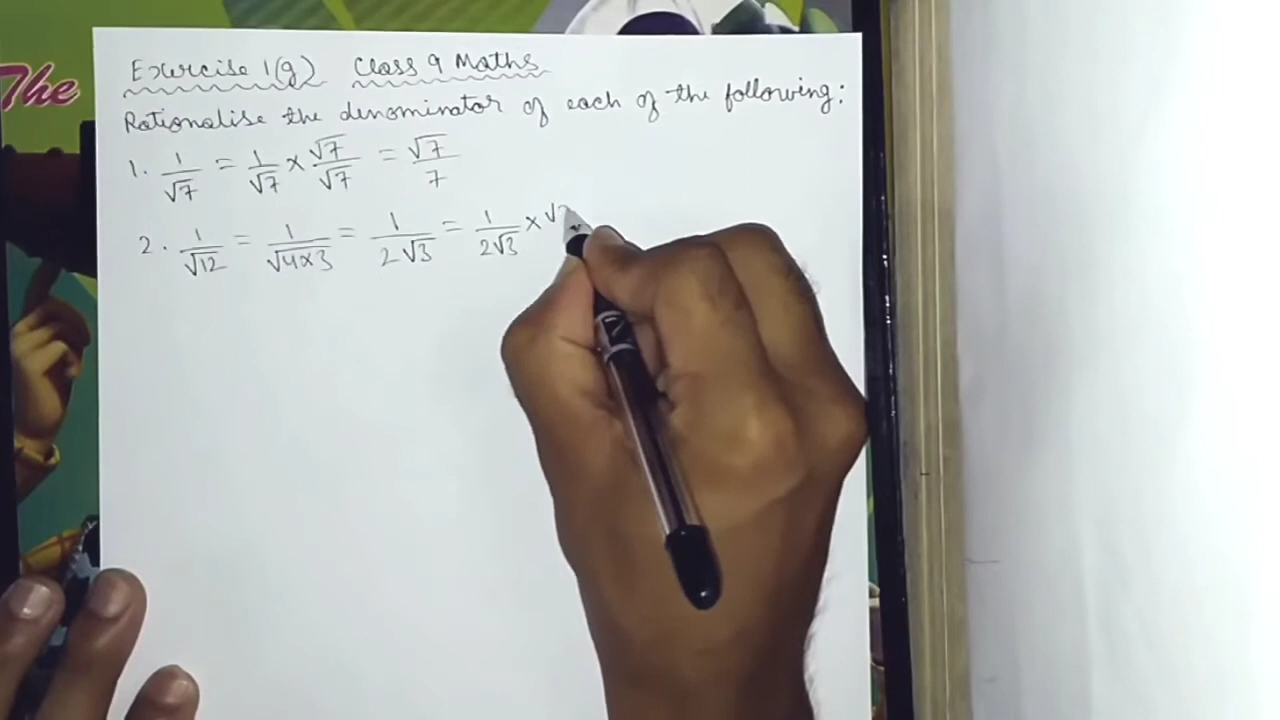 The
Exercise 1(g) Class 9 Maths
Rationalise the denominator of each of the following:
1. 1/√7 = 1/√7 × √7/√7 = √7/7
2. 1/√12 = 1/√4×3 = 1/2√3 = 1/2√3 × √